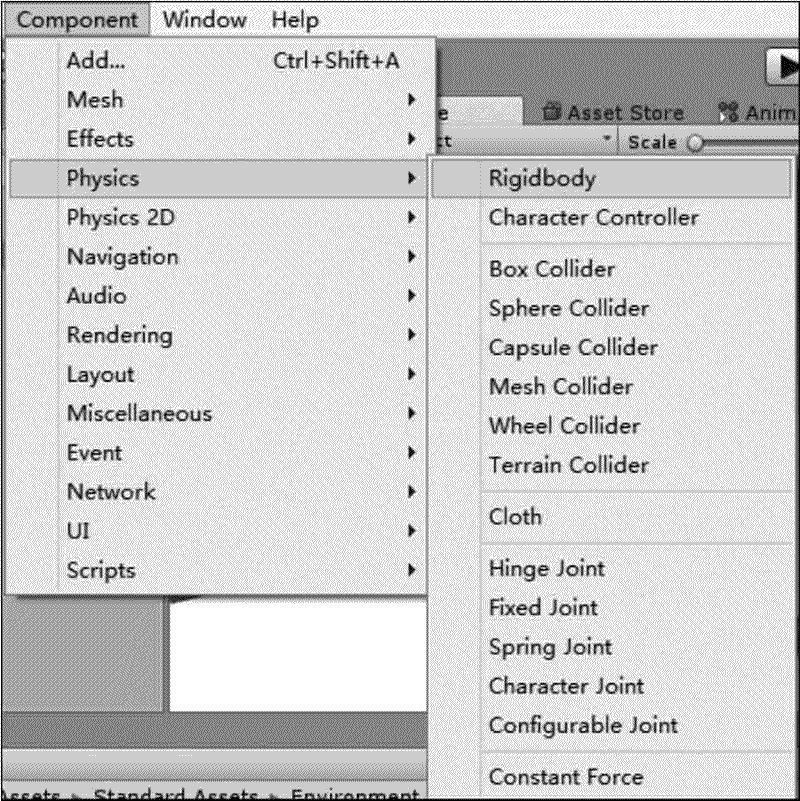 Component Window Help
Add... Ctrl+Shift+A
Mesh
Effects
Physics
Physics 2D
Navigation
Audio
Rendering
Layout
Miscellaneous
Event
Network
UI
Scripts
e Asset Store Anim
ct Scale
Rigidbody
Character Controller
Box Collider
Sphere Collider
Capsule Collider
Mesh Collider
Wheel Collider
Terrain Collider
Cloth
Hinge Joint
Fixed Joint
Spring Joint
Character Joint
Configurable Joint
Constant Force
Assets Standard Assets Environment